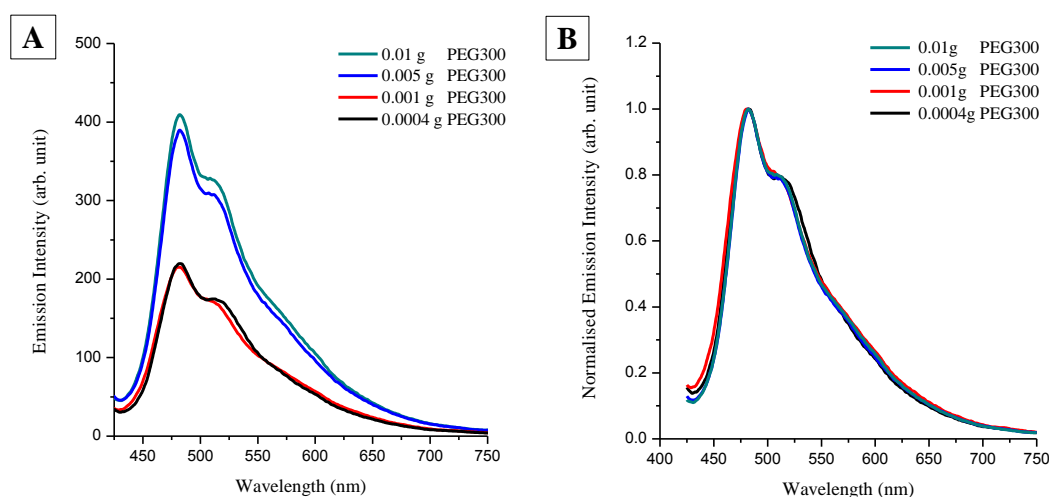 A
500
400
300
200
100
0
Emission Intensity (arb. unit)
450 500 550 600 650 700 750
Wavelength (nm)
0.01 g PEG300
0.005 g PEG300
0.001 g PEG300
0.0004 g PEG300
B
1.2
1.0
0.8
0.6
0.4
0.2
0.0
Normalised Emission Intensity (arb. unit)
400 450 500 550 600 650 700 750
Wavelength (nm)
0.01g PEG300
0.005g PEG300
0.001g PEG300
0.0004g PEG300